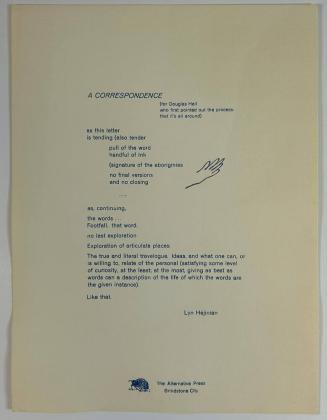 A CORRESPONDENCE
(for Douglas Hall
who first pointed out the process
that it's all around)
as this letter
is tending (also tender
pull of the word
handful of ink
(signature of the aborigines
no final versions
and no closing
....
as, continuing,
the words ...
Footfall, that word.
no last exploration
Exploration of articulate places
The true and literal travelogue. Ideas, and what one can, or
is willing to, relate of the personal (satisfying some level
of curiosity, at the least; at the most, giving as best as
words can a description of the life of which the words are
the given instance).
Like that.
Lyn Hejinian
The Alternative Press
Grindstone City